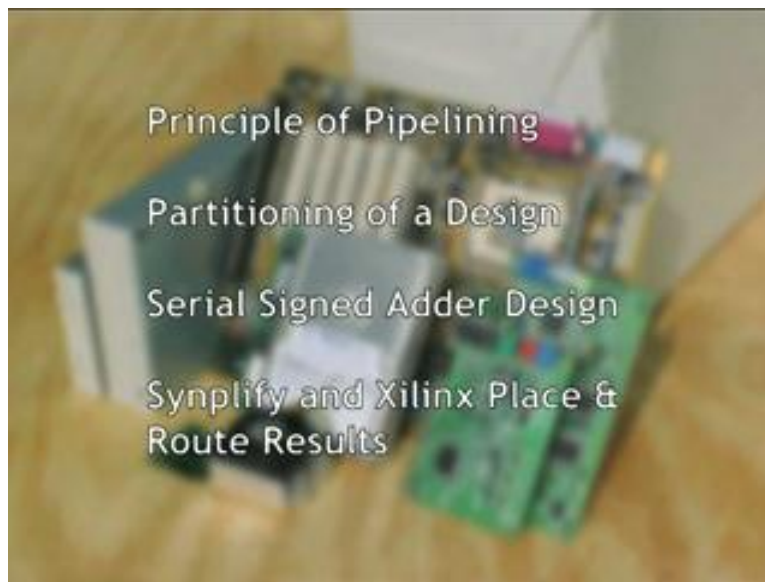 Principle of Pipelining
Partitioning of a Design
Serial Signed Adder Design
Synplify and Xilinx Place &
Route Results